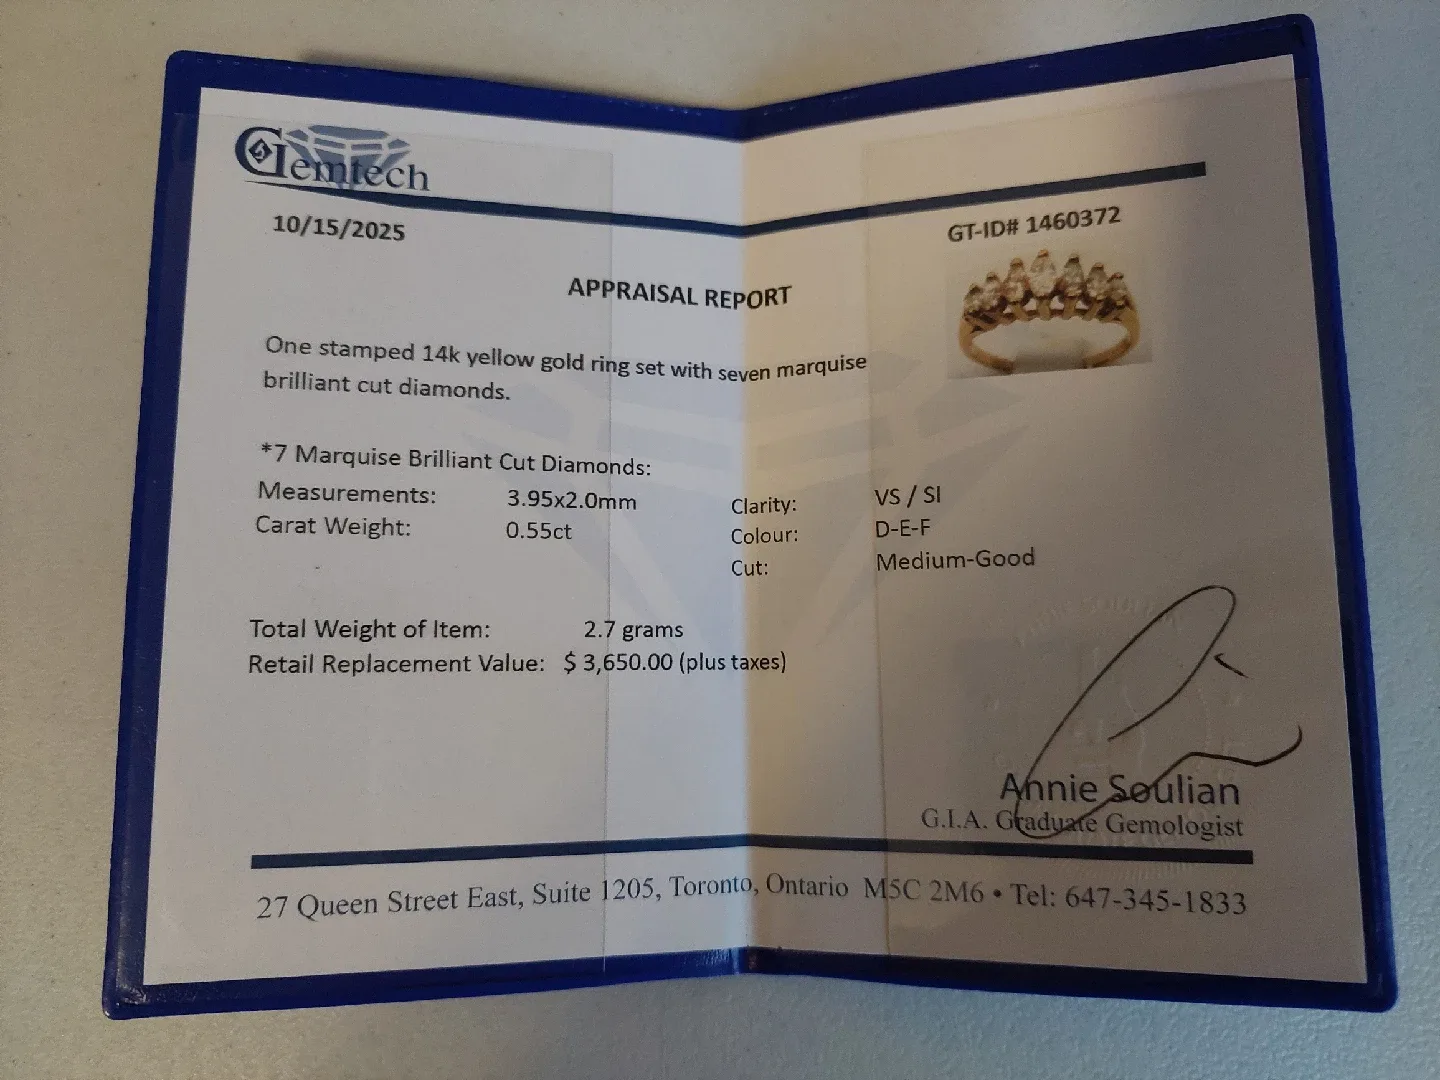 Gemtech
10/15/2025
GT-ID# 1460372
APPRAISAL REPORT
One stamped 14k yellow gold ring set with seven marquise
brilliant cut diamonds.
*7 Marquise Brilliant Cut Diamonds:
Measurements: 3.95x2.0mm Clarity: VS / SI
Carat Weight: 0.55ct Colour: D-E-F
Cut: Medium-Good
Total Weight of Item: 2.7 grams
Retail Replacement Value: $ 3,650.00 (plus taxes)
Annie Soulian
G.I.A. Graduate Gemologist
27 Queen Street East, Suite 1205, Toronto, Ontario M5C 2M6 • Tel: 647-345-1833